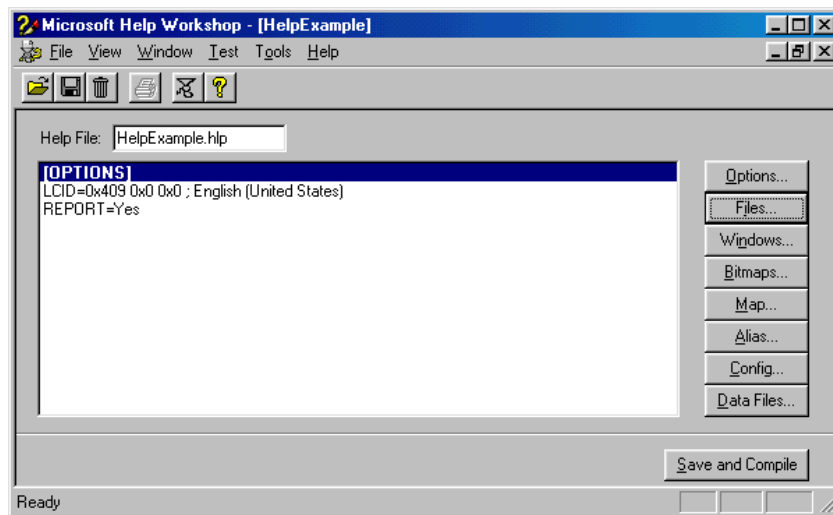 Microsoft Help Workshop - [HelpExample]
File View Window Test Tools Help
Help File: HelpExample.hlp
[OPTIONS]
LCID=0x409 0x0 0x0 ; English (United States)
REPORT=Yes
Options...
Files...
Windows...
Bitmaps...
Map...
Alias...
Config...
Data Files...
Save and Compile
Ready